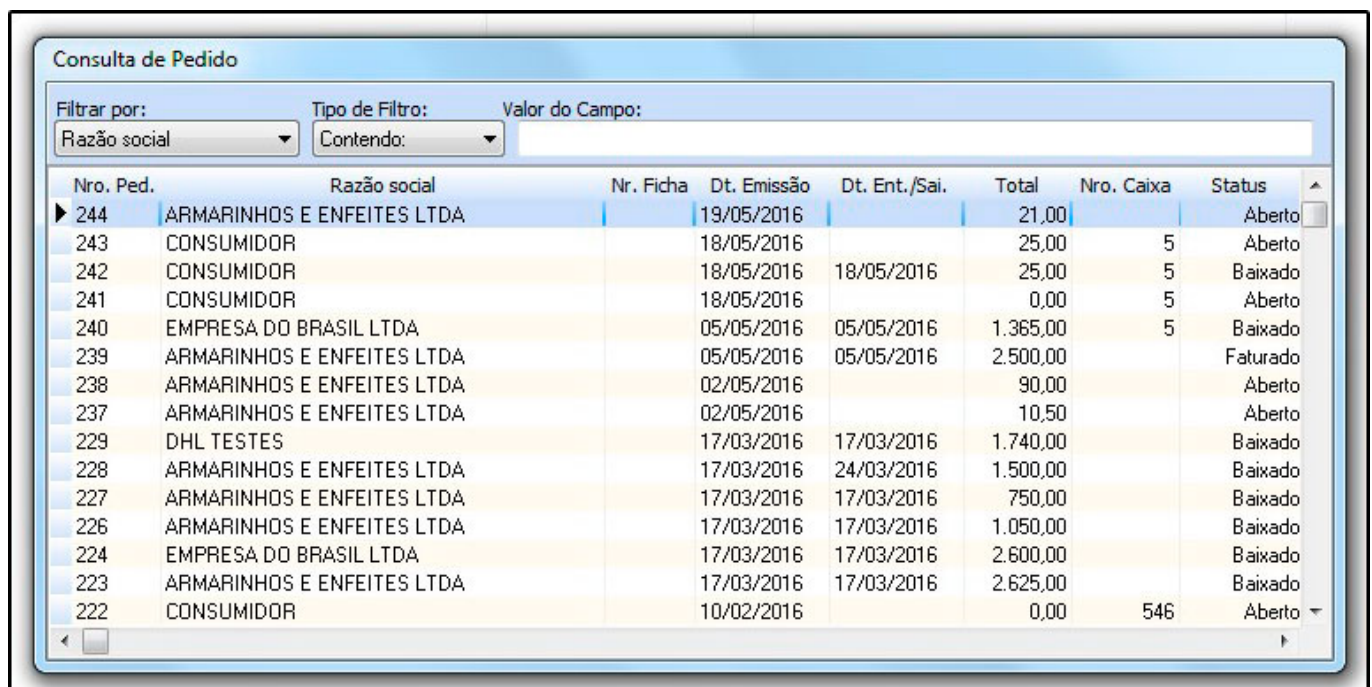 Consulta de Pedido
Filtrar por: Tipo de Filtro: Valor do Campo:
Razão social Contendo:
Nro. Ped. Razão social Nr. Ficha Dt. Emissão Dt. Ent./Sai. Total Nro. Caixa Status
244 ARMARINHOS E ENFEITES LTDA 19/05/2016 21,00 Aberto
243 CONSUMIDOR 18/05/2016 25,00 5 Aberto
242 CONSUMIDOR 18/05/2016 18/05/2016 25,00 5 Baixado
241 CONSUMIDOR 18/05/2016 0,00 5 Aberto
240 EMPRESA DO BRASIL LTDA 05/05/2016 05/05/2016 1.365,00 5 Baixado
239 ARMARINHOS E ENFEITES LTDA 05/05/2016 05/05/2016 2.500,00 Faturado
238 ARMARINHOS E ENFEITES LTDA 02/05/2016 90,00 Aberto
237 ARMARINHOS E ENFEITES LTDA 02/05/2016 10,50 Aberto
229 DHL TESTES 17/03/2016 17/03/2016 1.740,00 Baixado
228 ARMARINHOS E ENFEITES LTDA 17/03/2016 24/03/2016 1.500,00 Baixado
227 ARMARINHOS E ENFEITES LTDA 17/03/2016 17/03/2016 750,00 Baixado
226 ARMARINHOS E ENFEITES LTDA 17/03/2016 17/03/2016 1.050,00 Baixado
224 EMPRESA DO BRASIL LTDA 17/03/2016 17/03/2016 2.600,00 Baixado
223 ARMARINHOS E ENFEITES LTDA 17/03/2016 17/03/2016 2.625,00 Baixado
222 CONSUMIDOR 10/02/2016 0,00 546 Aberto